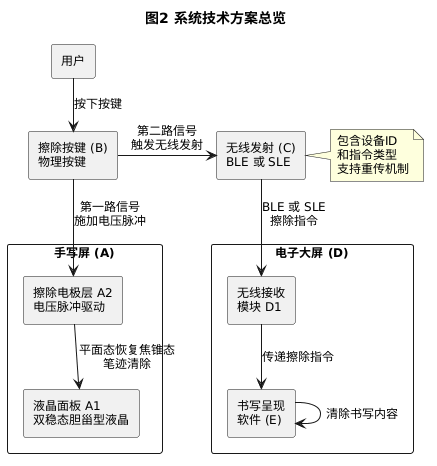 图2 系统技术方案总览
用户
按下按键
擦除按键 (B)
物理按键
第二路信号
触发无线发射
无线发射 (C)
BLE 或 SLE
包含设备ID
和指令类型
支持重传机制
第一路信号
施加电压脉冲
BLE 或 SLE
擦除指令
手写屏 (A)
擦除电极层 A2
电压脉冲驱动
平面态恢复焦锥态
笔迹清除
液晶面板 A1
双稳态胆甾型液晶
电子大屏 (D)
无线接收
模块 D1
传递擦除指令
书写呈现
软件 (E)
清除书写内容